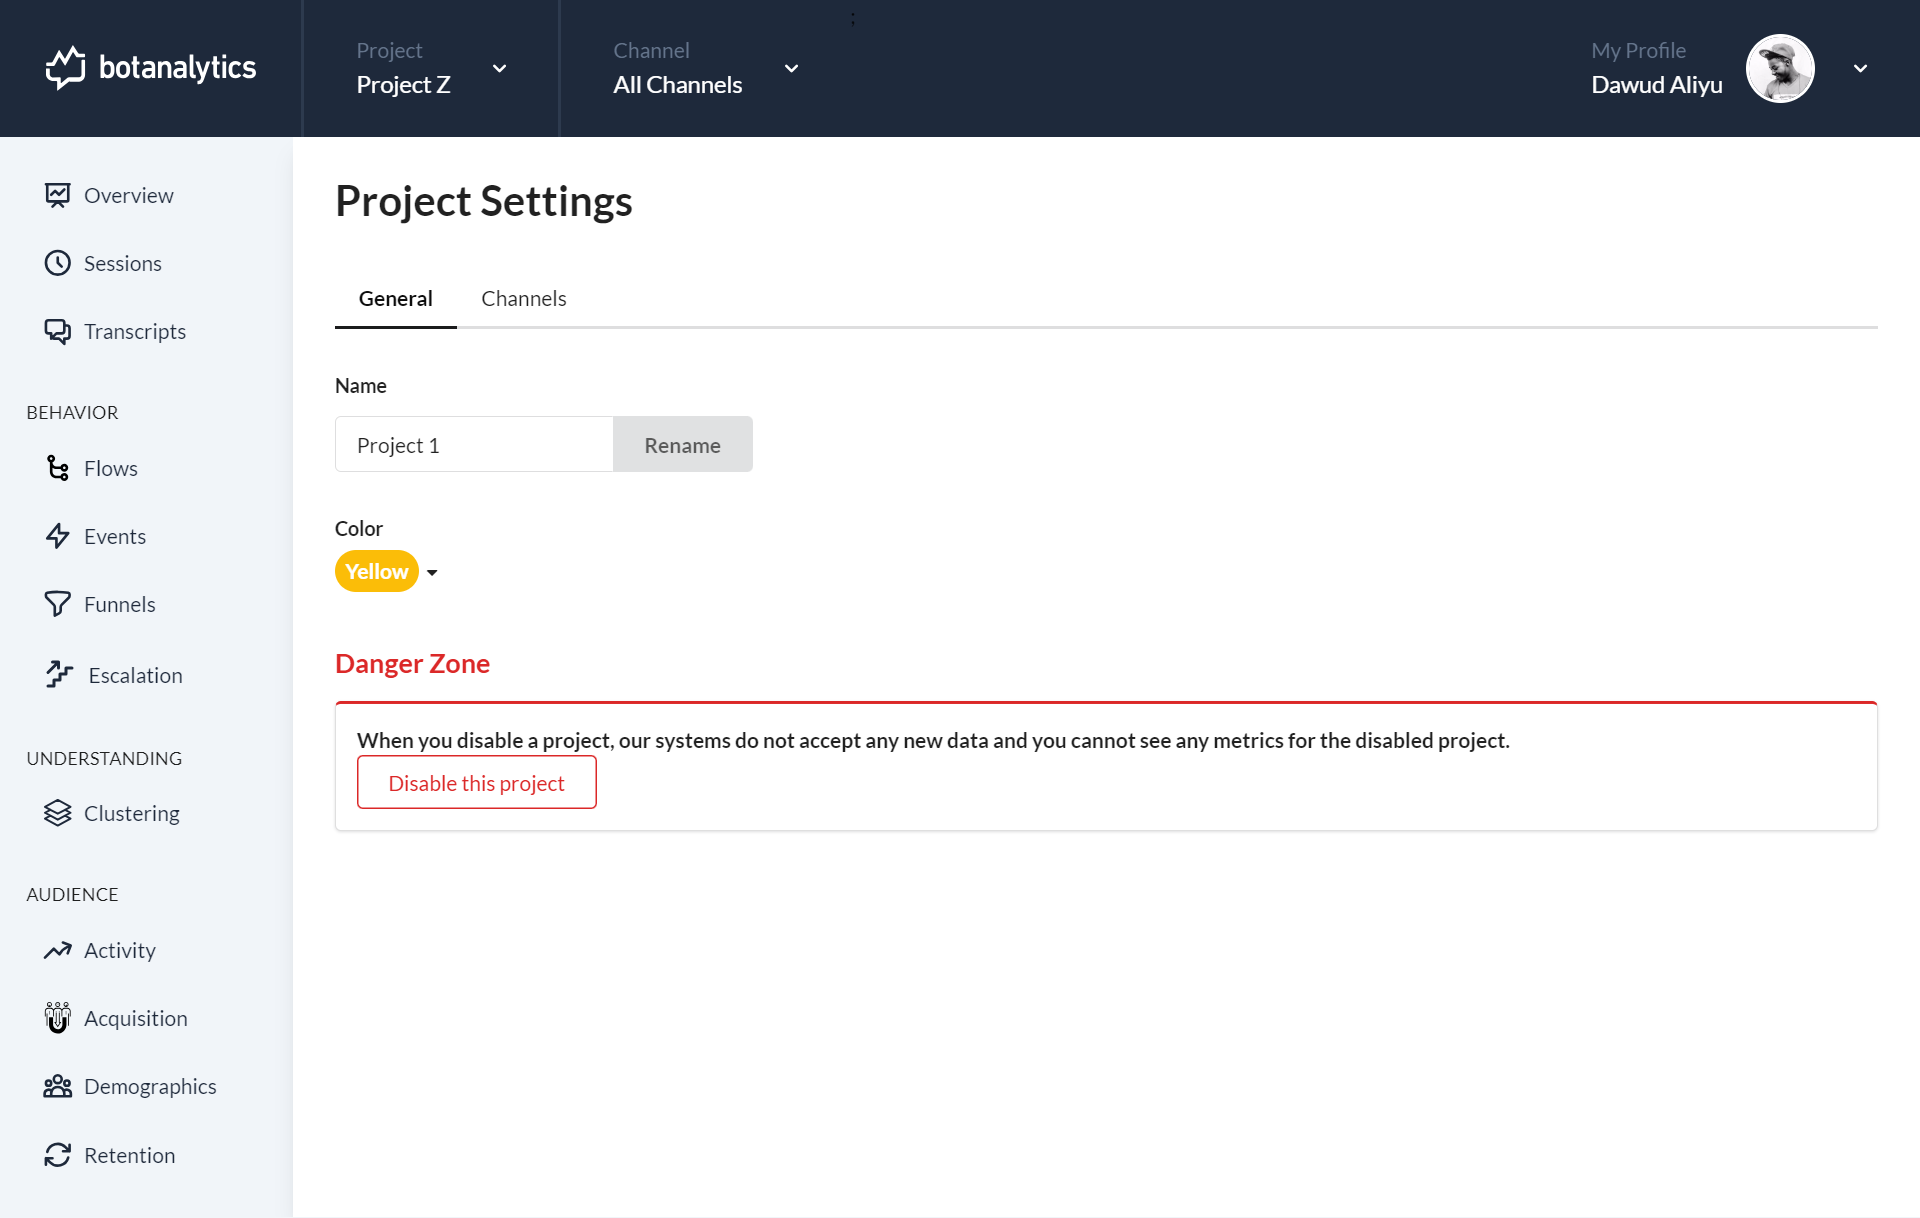 botanalytics
Project
Project Z
Channel
All Channels
;
My Profile
Dawud Aliyu
Overview
Sessions
Transcripts
BEHAVIOR
Flows
Events
Funnels
Escalation
UNDERSTANDING
Clustering
AUDIENCE
Activity
Acquisition
Demographics
Retention
Project Settings
General
Channels
Name
Project 1
Rename
Color
Yellow
Danger Zone
When you disable a project, our systems do not accept any new data and you cannot see any metrics for the disabled project.
Disable this project